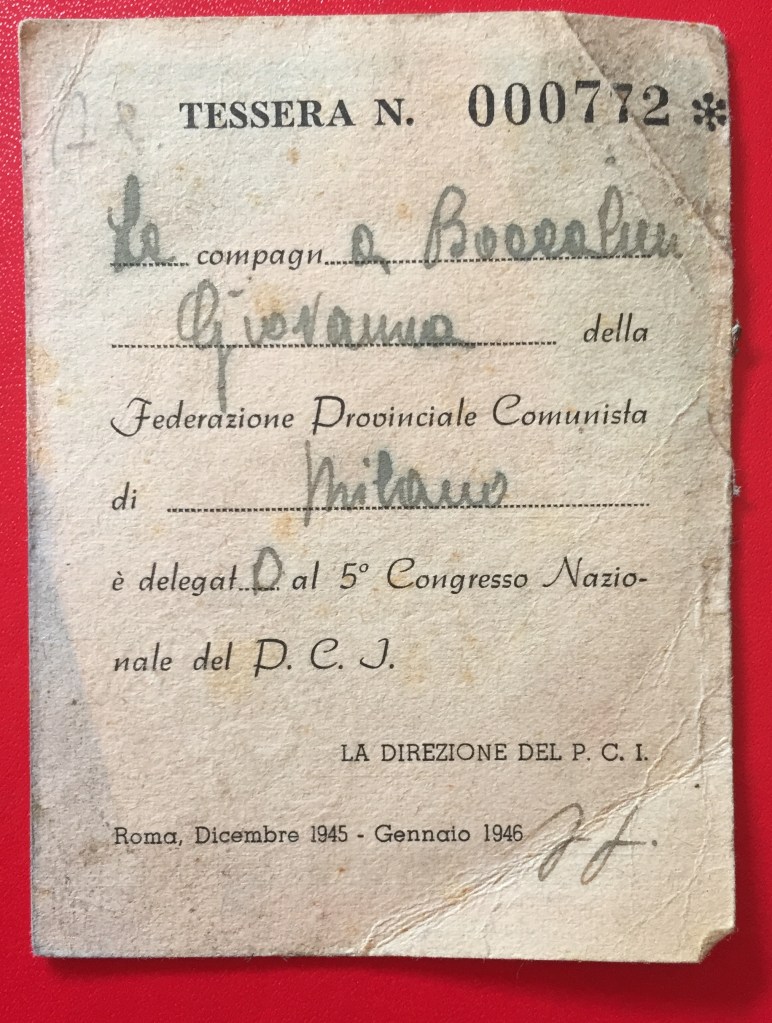 TESSERA N. 000772 *
La compagna Boccalini
Giovanna della
Federazione Provinciale Comunista
di Milano
è delegat o al 5° Congresso Nazio-
nale del P. C. I.
LA DIREZIONE DEL P. C. I.
Roma, Dicembre 1945 - Gennaio 1946